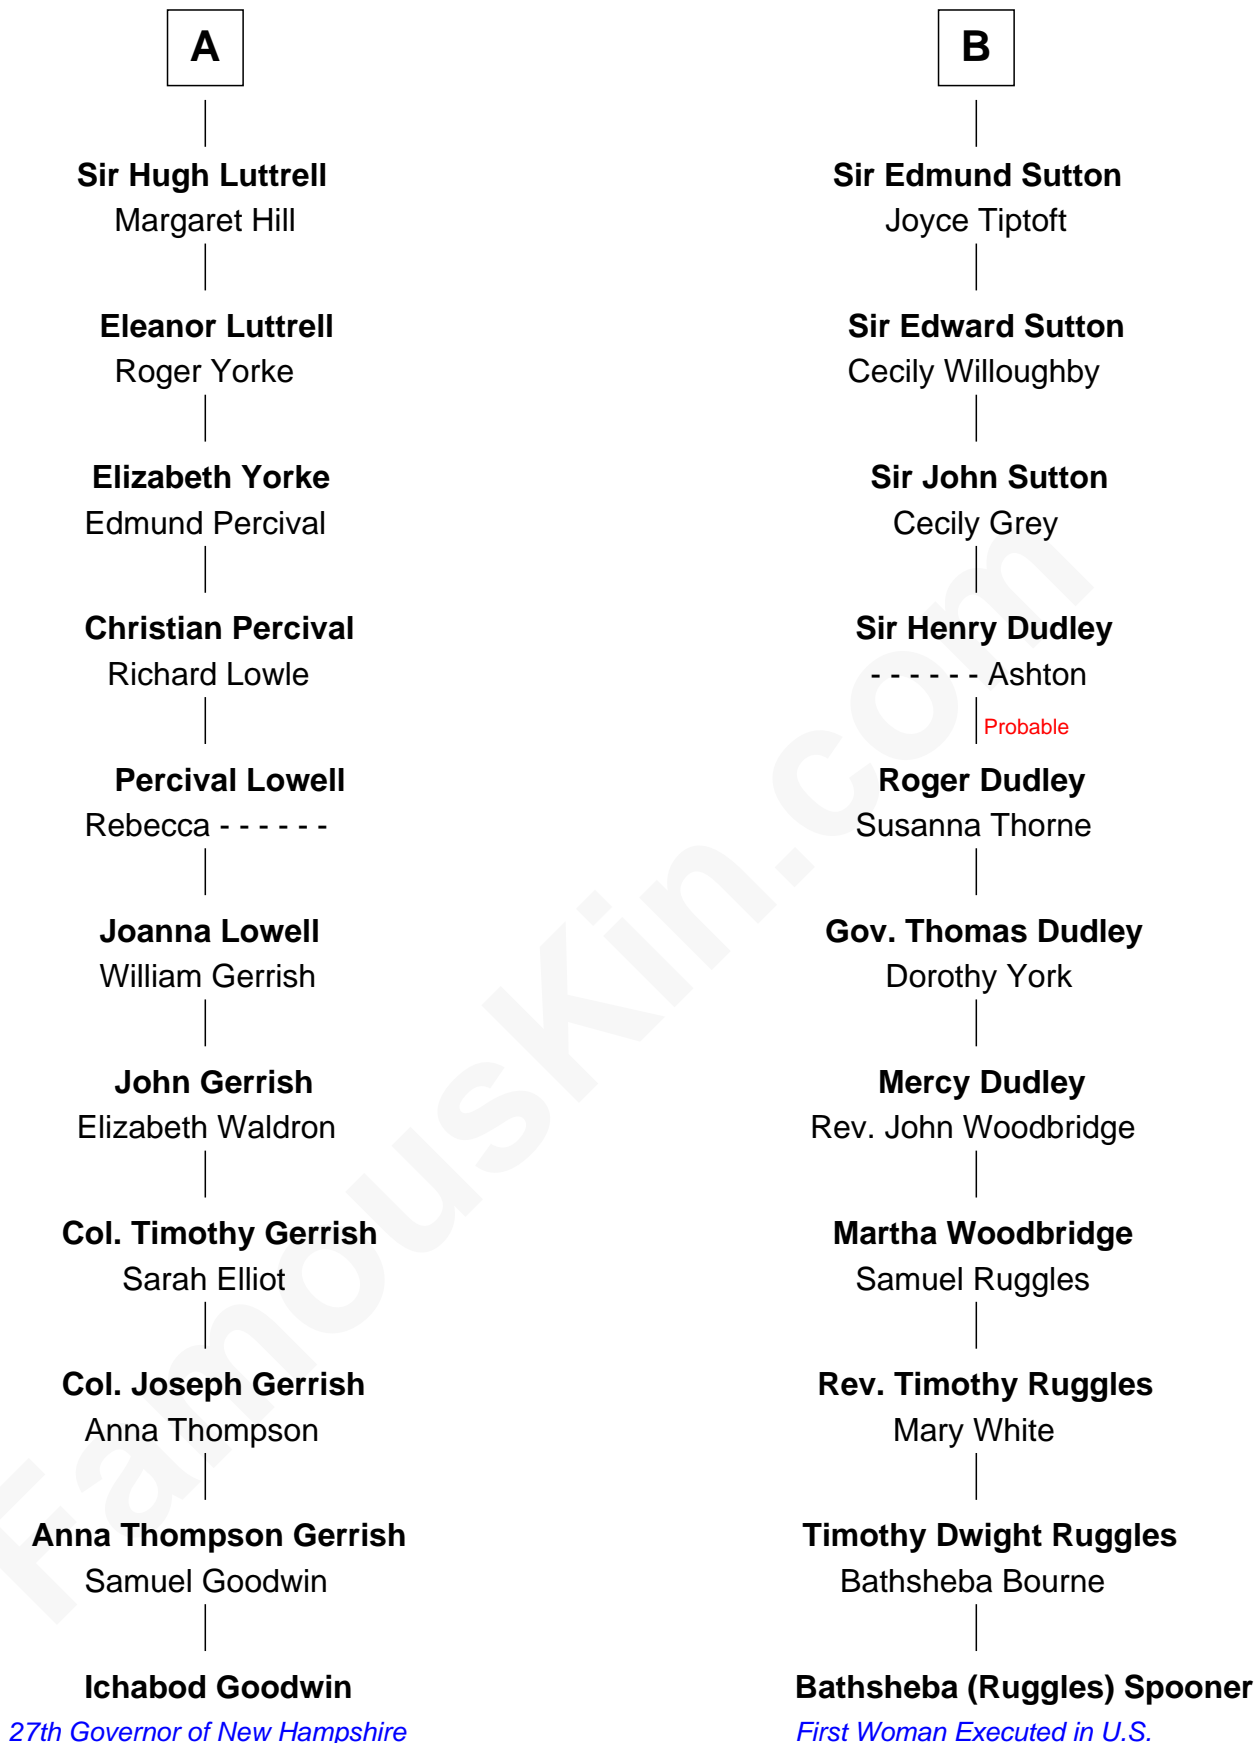 A
Sir Hugh Luttrell
Margaret Hill
Eleanor Luttrell
Roger Yorke
Elizabeth Yorke
Edmund Percival
Christian Percival
Richard Lowle
Percival Lowell
Rebecca - - - - - -
Joanna Lowell
William Gerrish
John Gerrish
Elizabeth Waldron
Col. Timothy Gerrish
Sarah Elliot
Col. Joseph Gerrish
Anna Thompson
Anna Thompson Gerrish
Samuel Goodwin
Ichabod Goodwin
27th Governor of New Hampshire
B
Sir Edmund Sutton
Joyce Tiptoft
Sir Edward Sutton
Cecily Willoughby
Sir John Sutton
Cecily Grey
Sir Henry Dudley
- - - - - - Ashton
Probable
Roger Dudley
Susanna Thorne
Gov. Thomas Dudley
Dorothy York
Mercy Dudley
Rev. John Woodbridge
Martha Woodbridge
Samuel Ruggles
Rev. Timothy Ruggles
Mary White
Timothy Dwight Ruggles
Bathsheba Bourne
Bathsheba (Ruggles) Spooner
First Woman Executed in U.S.
FamousKin.com